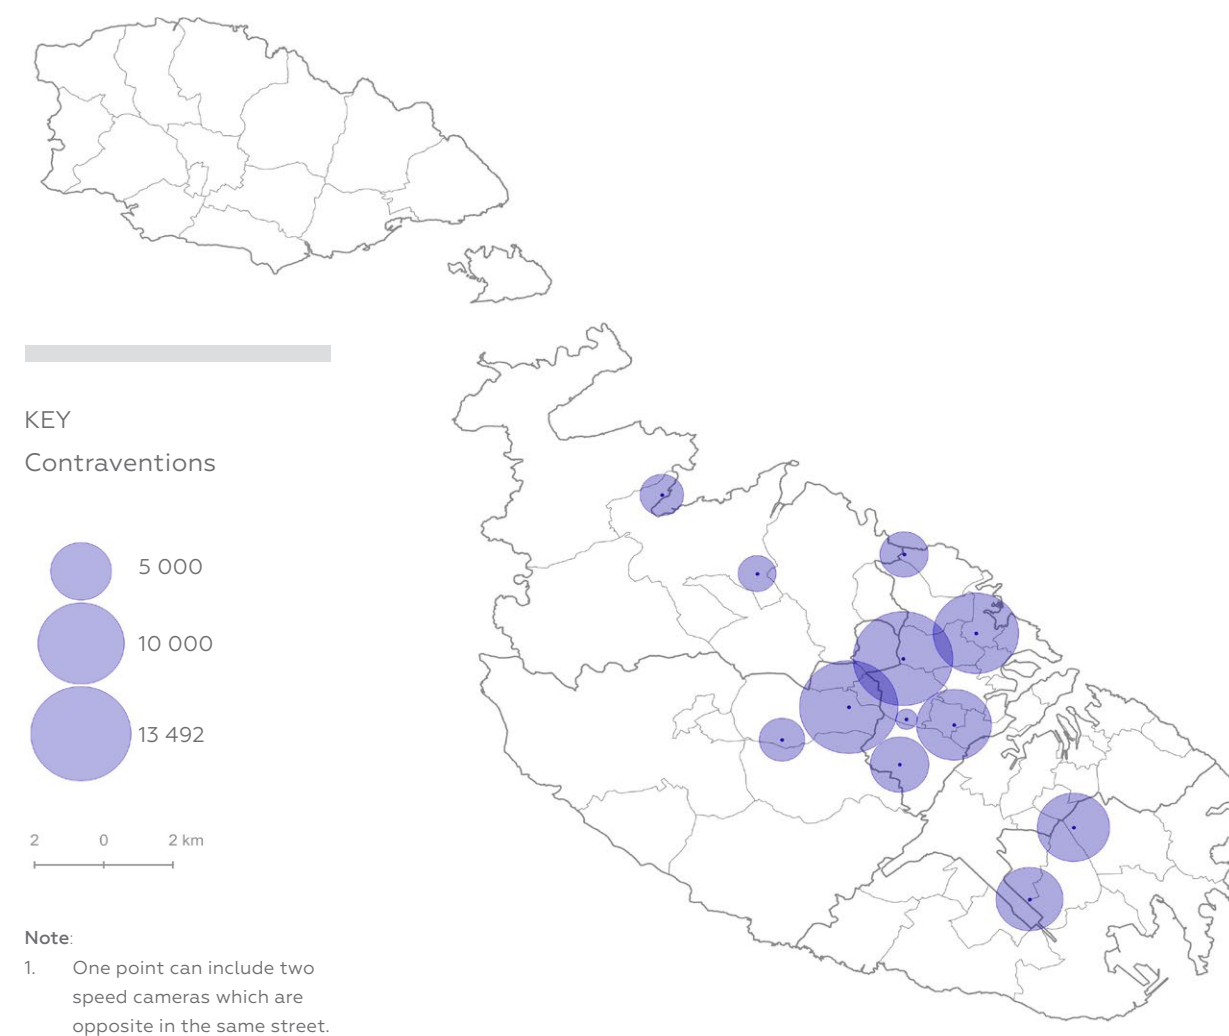 KEY
Contraventions
5 000
10 000
13 492
2 0 2 km
Note:
1. One point can include two
speed cameras which are
opposite in the same street.